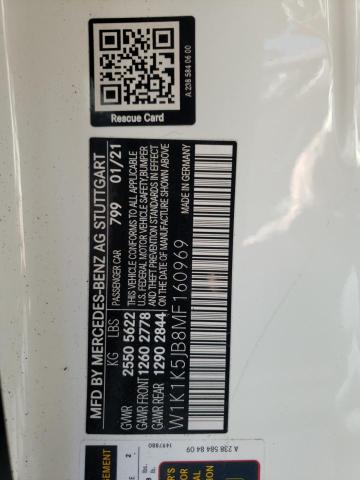 Rescue Card
A 238 584 06 00
MFD BY MERCEDES-BENZ AG STUTTGART
PASSENGER CAR 799 01/21
KG LBS
GVWR 2550 5622
GAWR FRONT 1260 2778
GAWR REAR 1290 2844
THIS VEHICLE CONFORMS TO ALL APPLICABLE
U.S. FEDERAL MOTOR VEHICLE SAFETY, BUMPER
AND THEFT PREVENTION STANDARDS IN EFFECT
ON THE DATE OF MANUFACTURE SHOWN ABOVE
W1K1K5JB8MF160969
MADE IN GERMANY
A 238 584 84 09
1497880